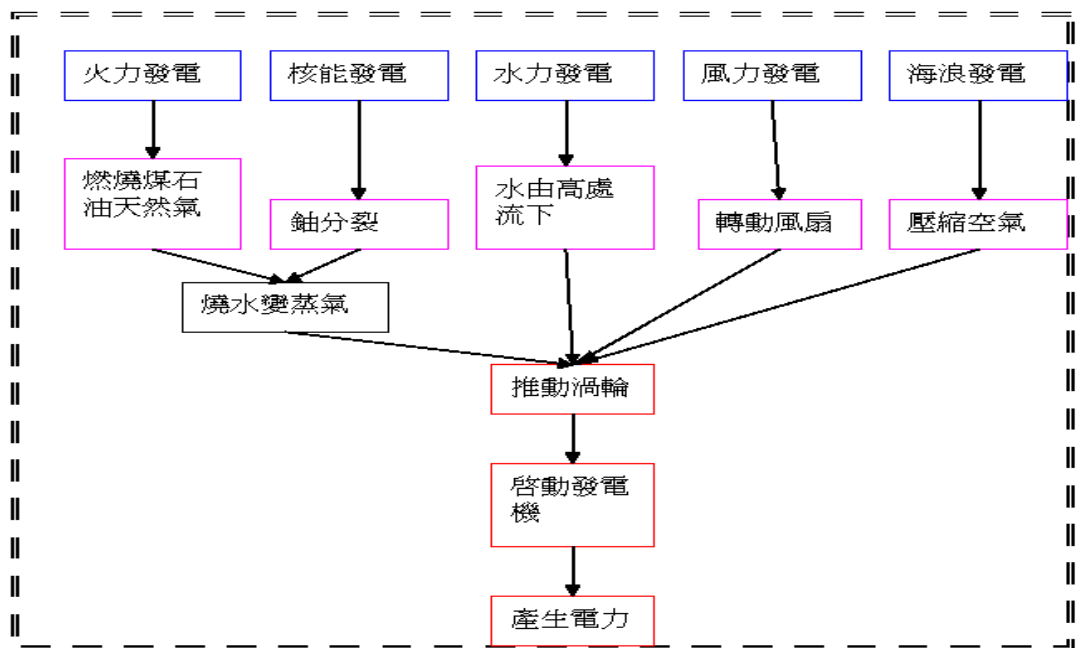 火力發電
核能發電
水力發電
風力發電
海浪發電
燃燒煤石
油天然氣
鈾分裂
水由高處
流下
轉動風扇
壓縮空氣
燒水變蒸氣
推動渦輪
啓動發電
機
產生電力